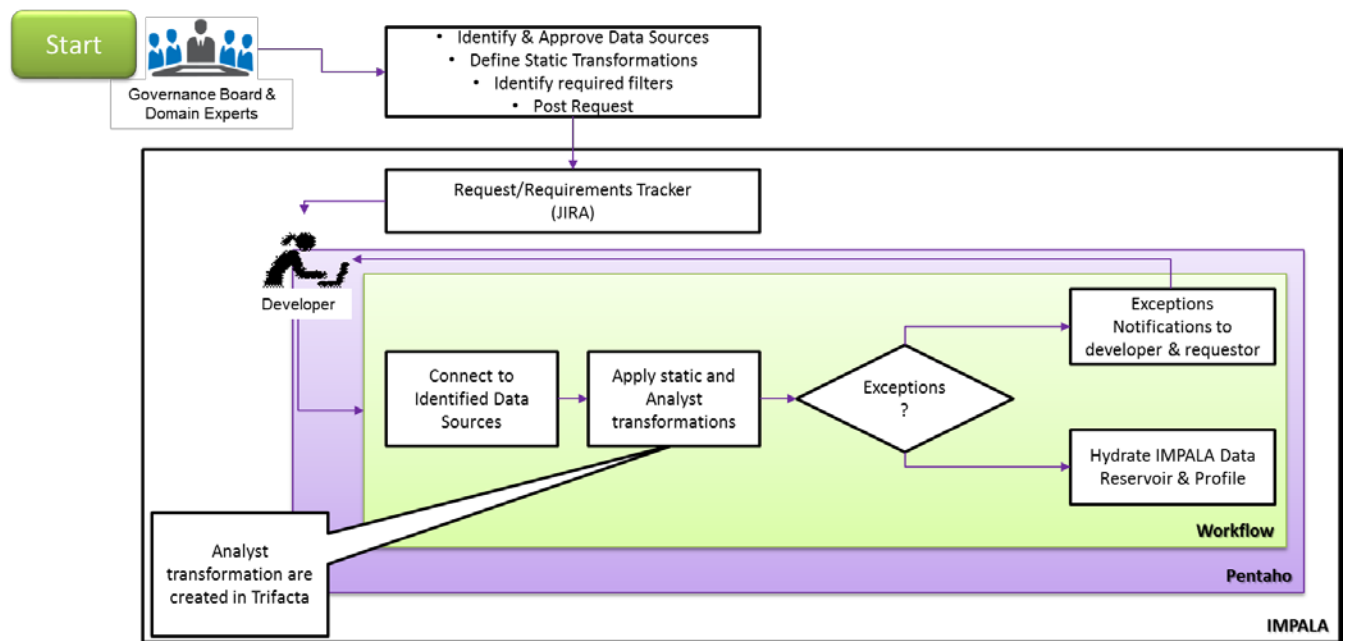 Start
Governance Board &
Domain Experts
• Identify & Approve Data Sources
• Define Static Transformations
• Identify required filters
• Post Request
Request/Requirements Tracker
(JIRA)
Developer
Connect to
Identified Data
Sources
Apply static and
Analyst
transformations
Exceptions
?
Exceptions
Notifications to
developer & requestor
Hydrate IMPALA Data
Reservoir & Profile
Workflow
Analyst
transformation are
created in Trifacta
Pentaho
IMPALA